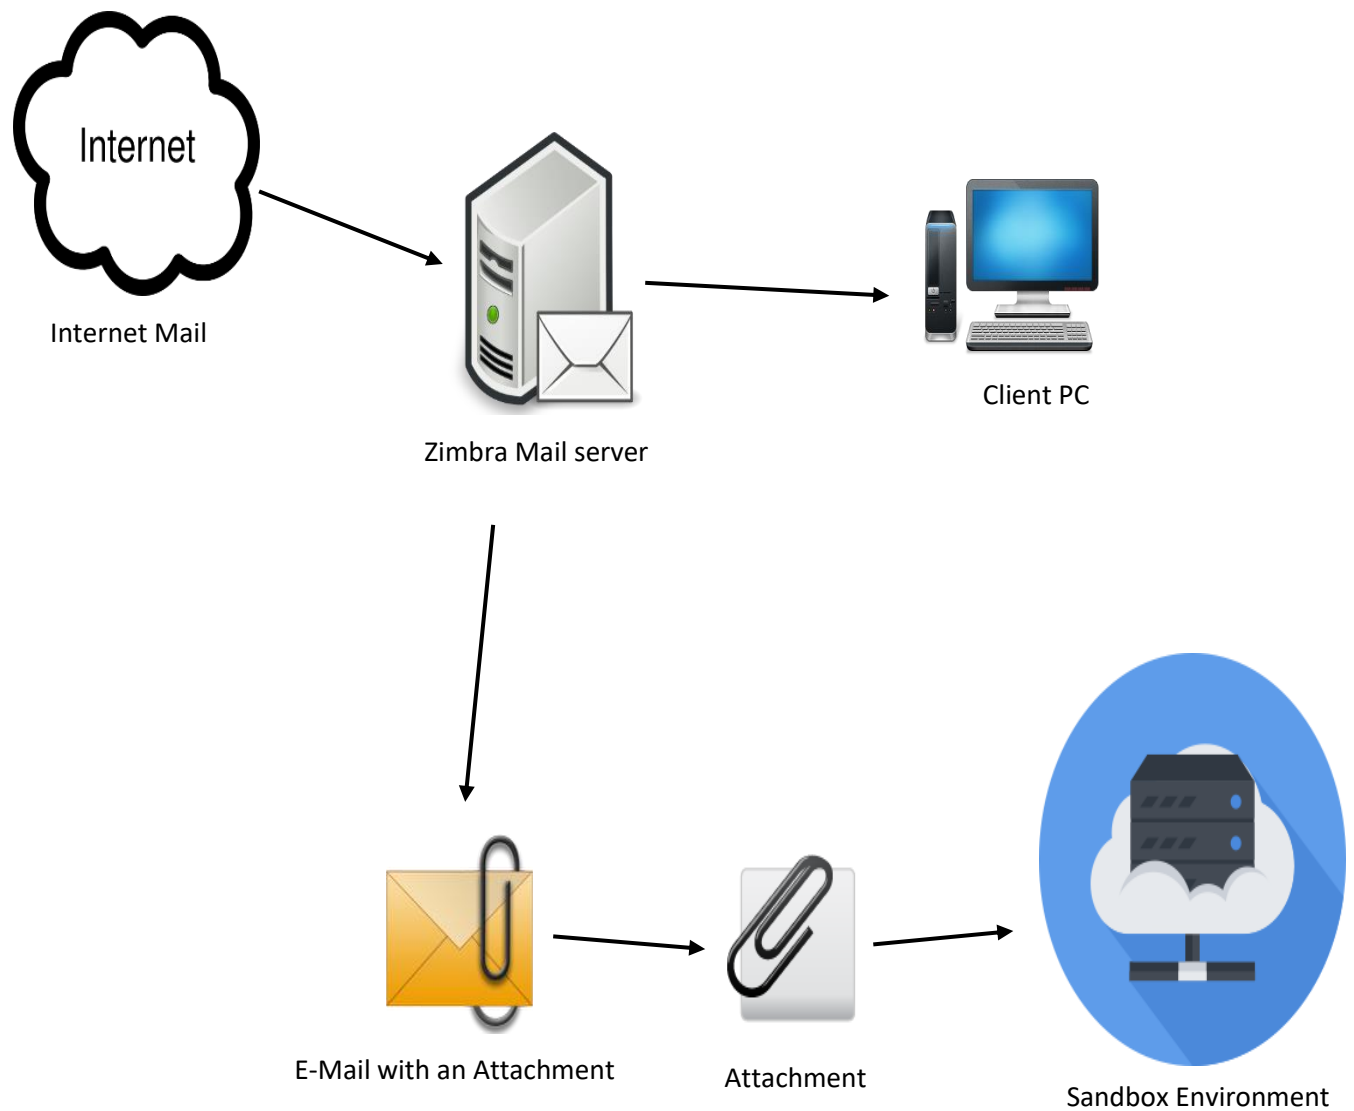 Internet
Internet Mail
Client PC
Zimbra Mail server
E-Mail with an Attachment
Attachment
Sandbox Environment